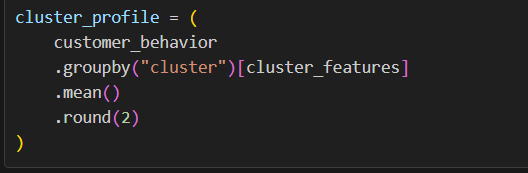 cluster_profile = (
    customer_behavior
    .groupby("cluster")[cluster_features]
    .mean()
    .round(2)
)